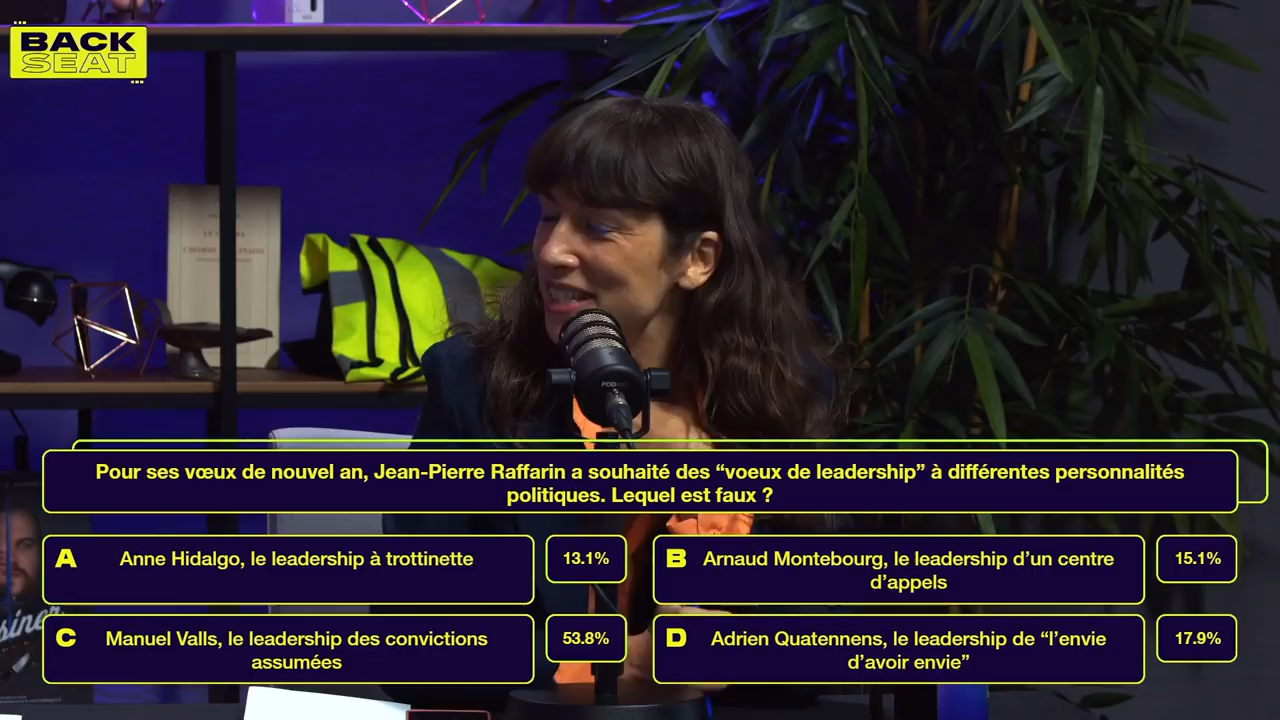 BACK
SEAT
POD
Pour ses vœux de nouvel an, Jean-Pierre Raffarin a souhaité des “voeux de leadership” à différentes personnalités
politiques. Lequel est faux ?
A Anne Hidalgo, le leadership à trottinette 13.1%
B Arnaud Montebourg, le leadership d’un centre
d’appels 15.1%
C Manuel Valls, le leadership des convictions
assumées 53.8%
D Adrien Quatennens, le leadership de “l’envie
d’avoir envie” 17.9%